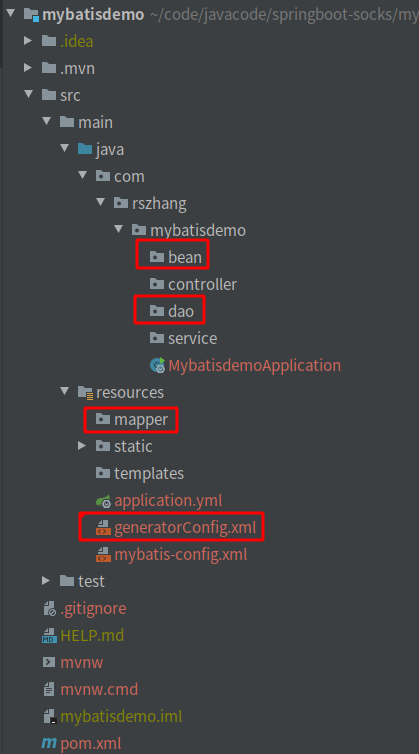 mybatisdemo ~/code/javacode/springboot-socks/my
.idea
.mvn
src
main
java
com
rszhang
mybatisdemo
bean
controller
dao
service
MybatisdemoApplication
resources
mapper
static
templates
application.yml
generatorConfig.xml
mybatis-config.xml
test
.gitignore
HELP.md
mvnw
mvnw.cmd
mybatisdemo.iml
pom.xml